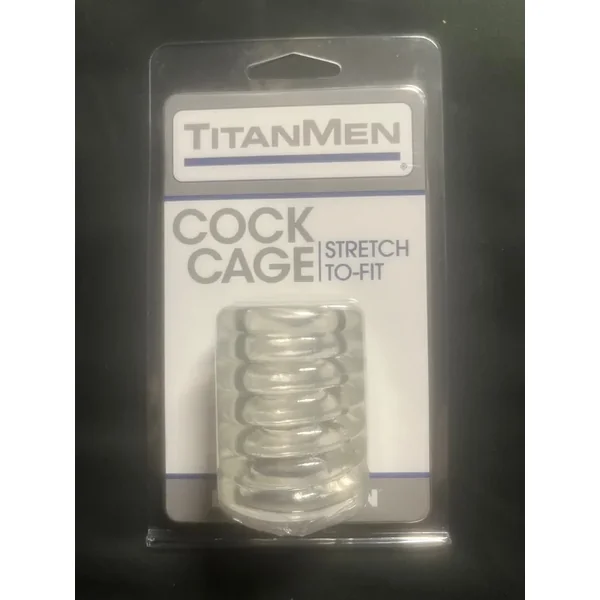 TITANMEN
COCK
CAGE
STRETCH
TO-FIT